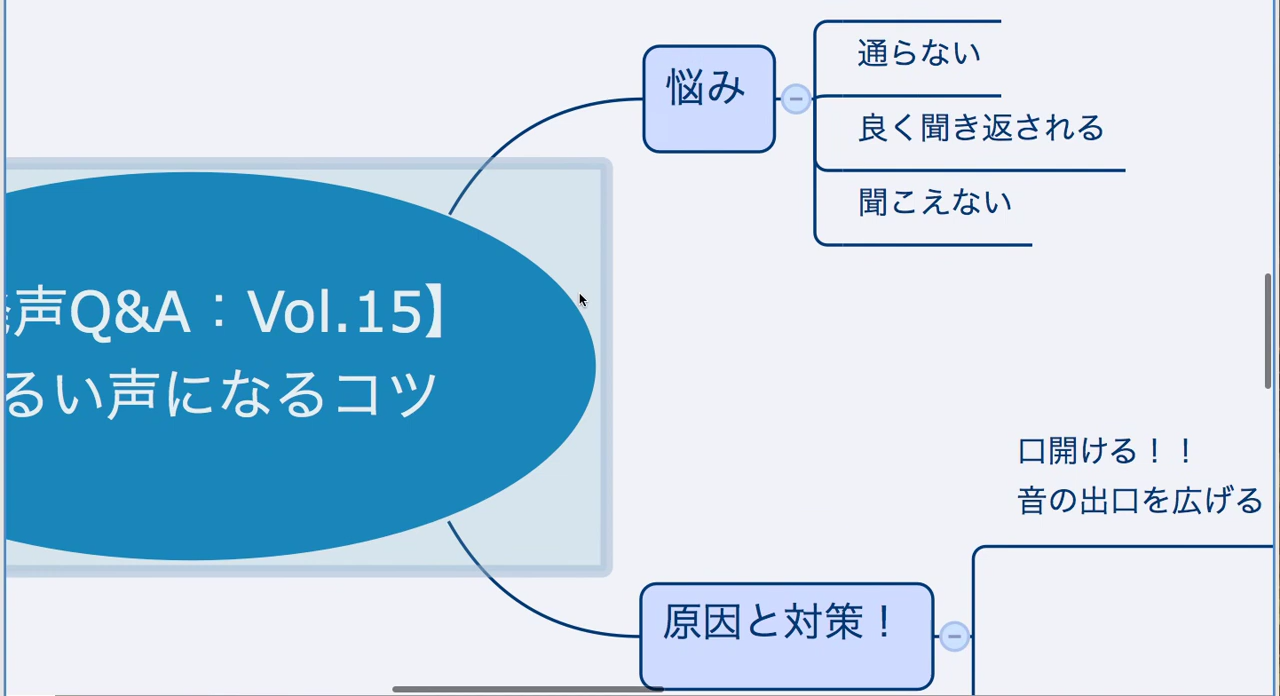 声Q&A：Vol.15】
るい声になるコツ
悩み
通らない
良く聞き返される
聞こえない
口開ける！！
音の出口を広げる
原因と対策！